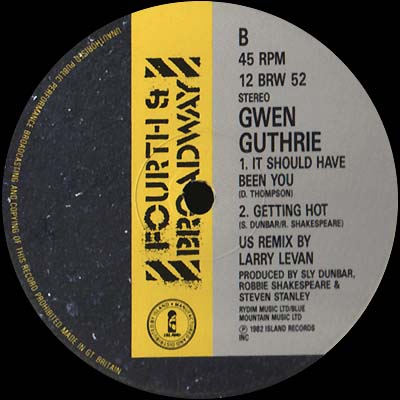 B
45 RPM
12 BRW 52
STEREO
GWEN
GUTHRIE
1. IT SHOULD HAVE
BEEN YOU
(D. THOMPSON)
2. GETTING HOT
(S. DUNBAR/R. SHAKESPEARE)
US REMIX BY
LARRY LEVAN
PRODUCED BY SLY DUNBAR,
ROBBIE SHAKESPEARE &
STEVEN STANLEY
RYDIM MUSIC LTD/BLUE
MOUNTAIN MUSIC LTD
℗ 1982 ISLAND RECORDS
INC
FOURTH &
BROADWAY
ISLAND
UNAUTHORISED PUBLIC PERFORMANCE BROADCASTING AND COPYING OF THIS RECORD PROHIBITED MADE IN GT BRITAIN